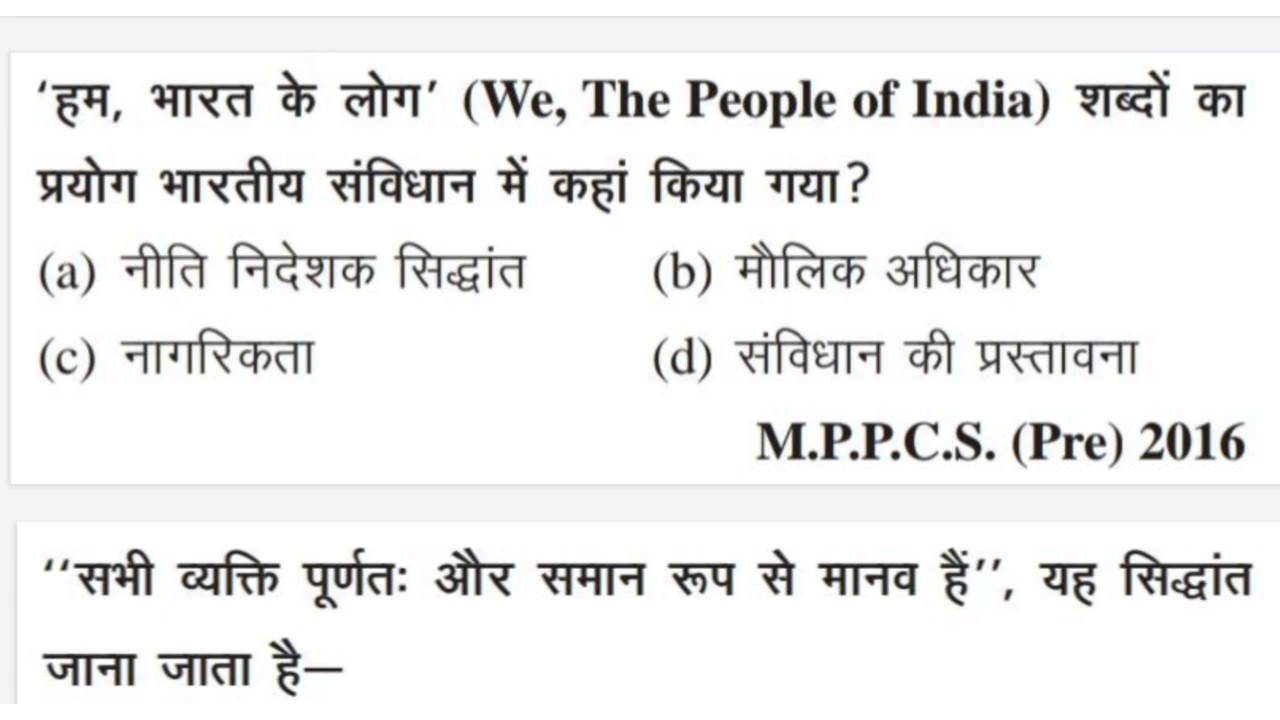 ‘हम, भारत के लोग’ (We, The People of India) शब्दों का
प्रयोग भारतीय संविधान में कहां किया गया?
(a) नीति निदेशक सिद्धांत (b) मौलिक अधिकार
(c) नागरिकता (d) संविधान की प्रस्तावना
M.P.P.C.S. (Pre) 2016
‘‘सभी व्यक्ति पूर्णतः और समान रूप से मानव हैं’’, यह सिद्धांत
जाना जाता है–